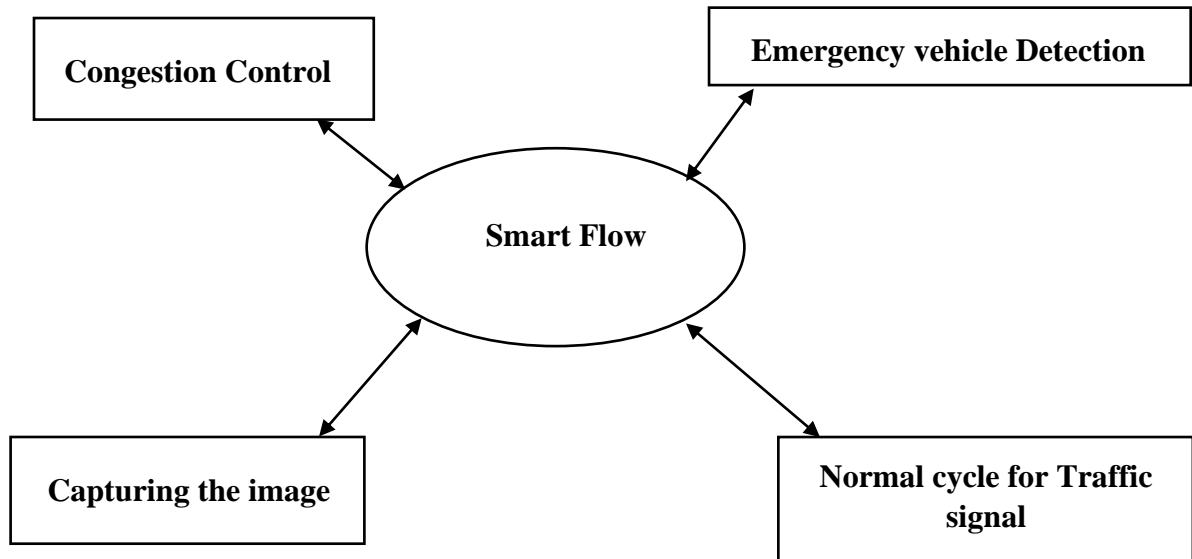 Congestion Control
Emergency vehicle Detection
Smart Flow
Capturing the image
Normal cycle for Traffic
signal